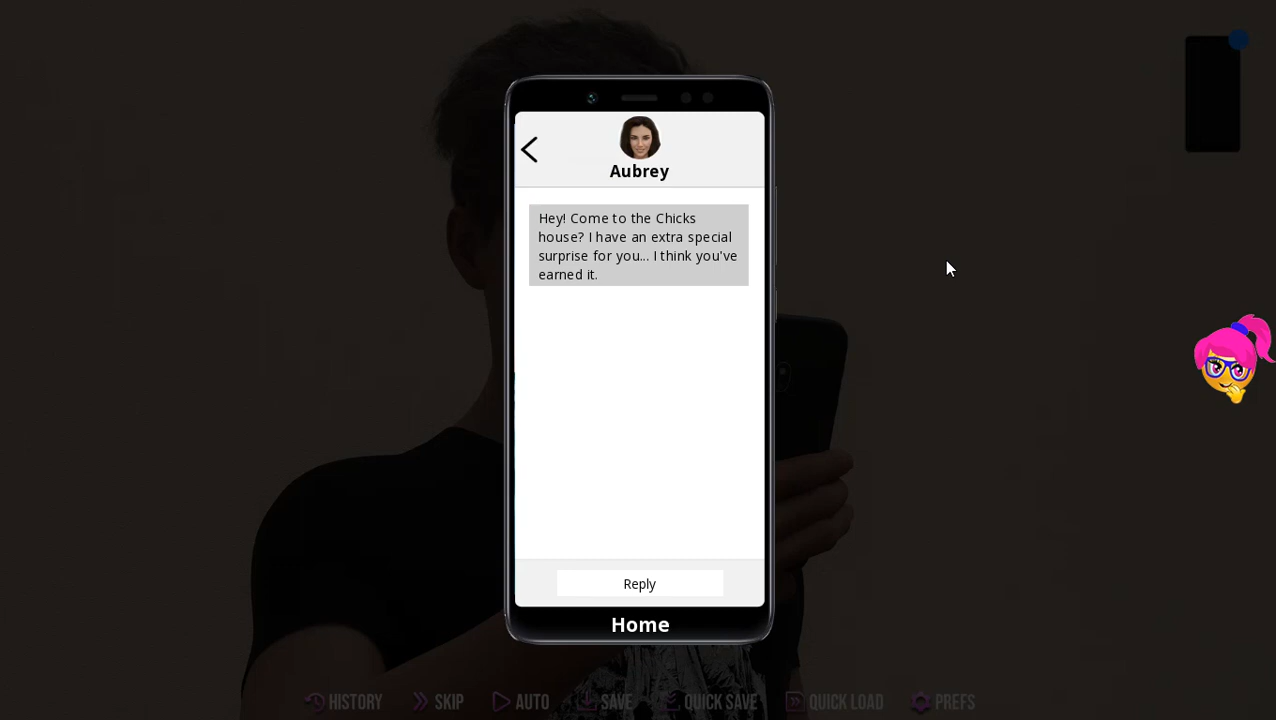 Aubrey
Hey! Come to the Chicks
house? I have an extra special
surprise for you... I think you've
earned it.
Reply
Home
HISTORY SKIP AUTO SAVE QUICK SAVE QUICK LOAD PREFS